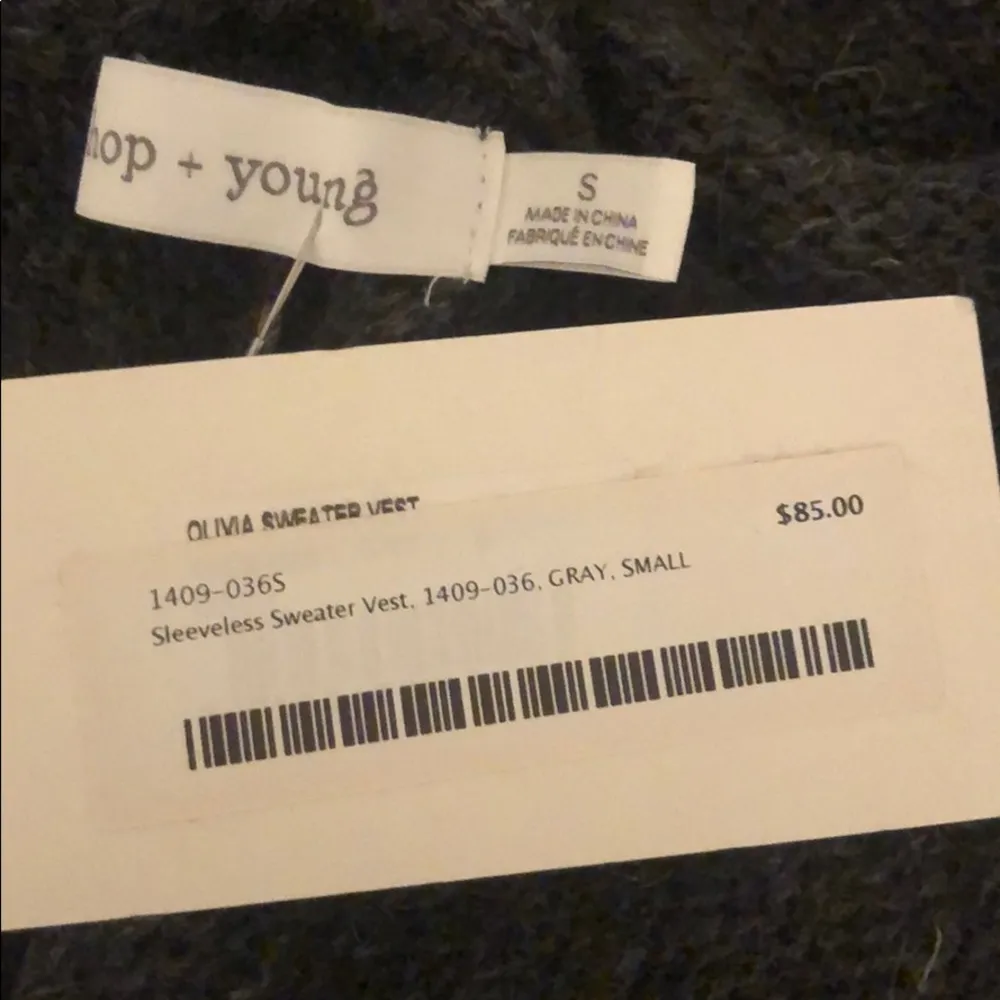 hop + young
S
MADE IN CHINA
FABRIQUÉ EN CHINE
OLIVIA SWEATER VEST
$85.00
1409-036S
Sleeveless Sweater Vest, 1409-036, GRAY, SMALL